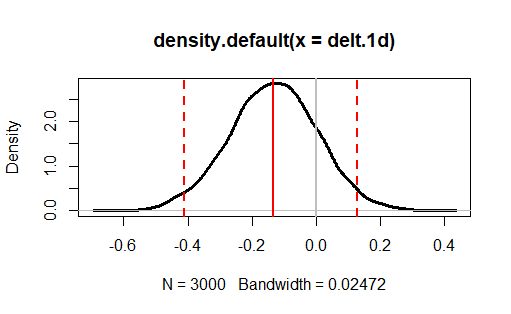 density.default(x = delt.1d)
Density
0.0 1.0 2.0
-0.6 -0.4 -0.2 0.0 0.2 0.4
N = 3000 Bandwidth = 0.02472